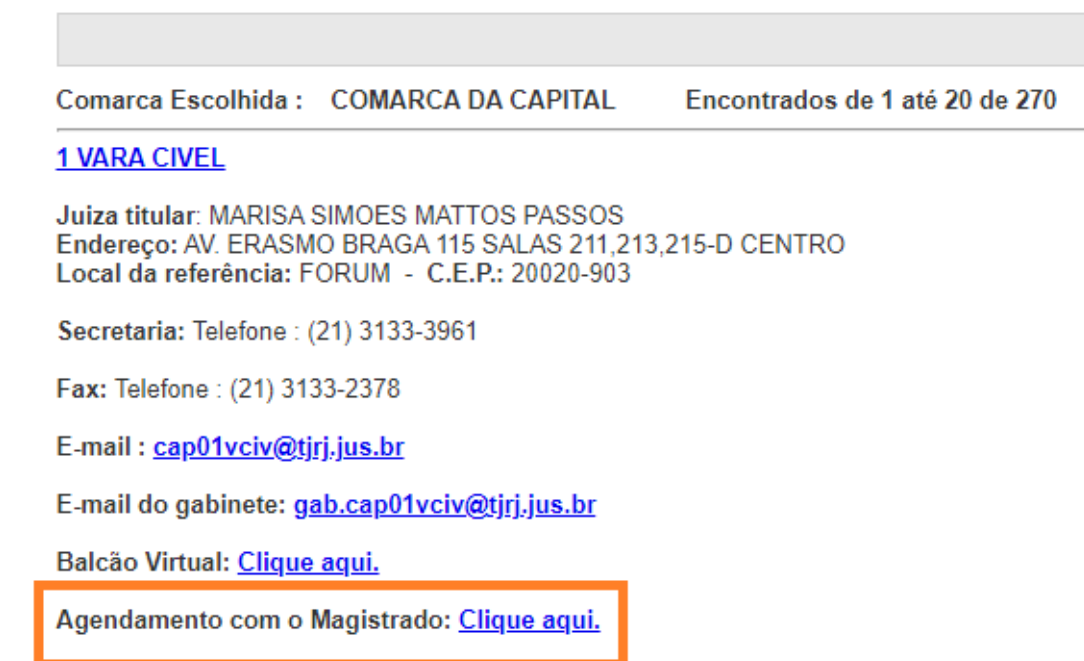 Comarca Escolhida : COMARCA DA CAPITAL Encontrados de 1 até 20 de 270
1 VARA CIVEL
Juiza titular: MARISA SIMOES MATTOS PASSOS
Endereço: AV. ERASMO BRAGA 115 SALAS 211,213,215-D CENTRO
Local da referência: FORUM - C.E.P.: 20020-903
Secretaria: Telefone : (21) 3133-3961
Fax: Telefone : (21) 3133-2378
E-mail : cap01vciv@tjrj.jus.br
E-mail do gabinete: gab.cap01vciv@tjrj.jus.br
Balcão Virtual: Clique aqui.
Agendamento com o Magistrado: Clique aqui.